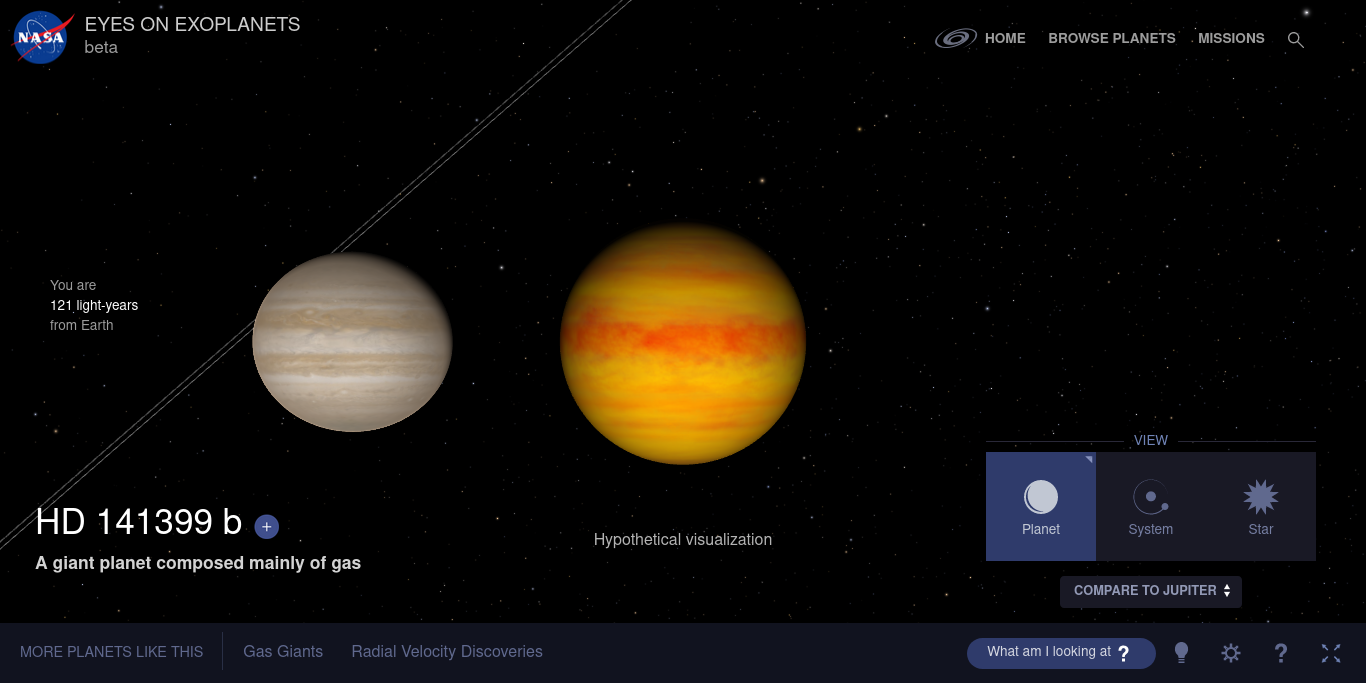 NASA
EYES ON EXOPLANETS
beta
HOME
BROWSE PLANETS
MISSIONS
You are
121 light-years
from Earth
VIEW
Planet
System
Star
HD 141399 b +
A giant planet composed mainly of gas
Hypothetical visualization
COMPARE TO JUPITER
MORE PLANETS LIKE THIS
Gas Giants
Radial Velocity Discoveries
What am I looking at ?
?